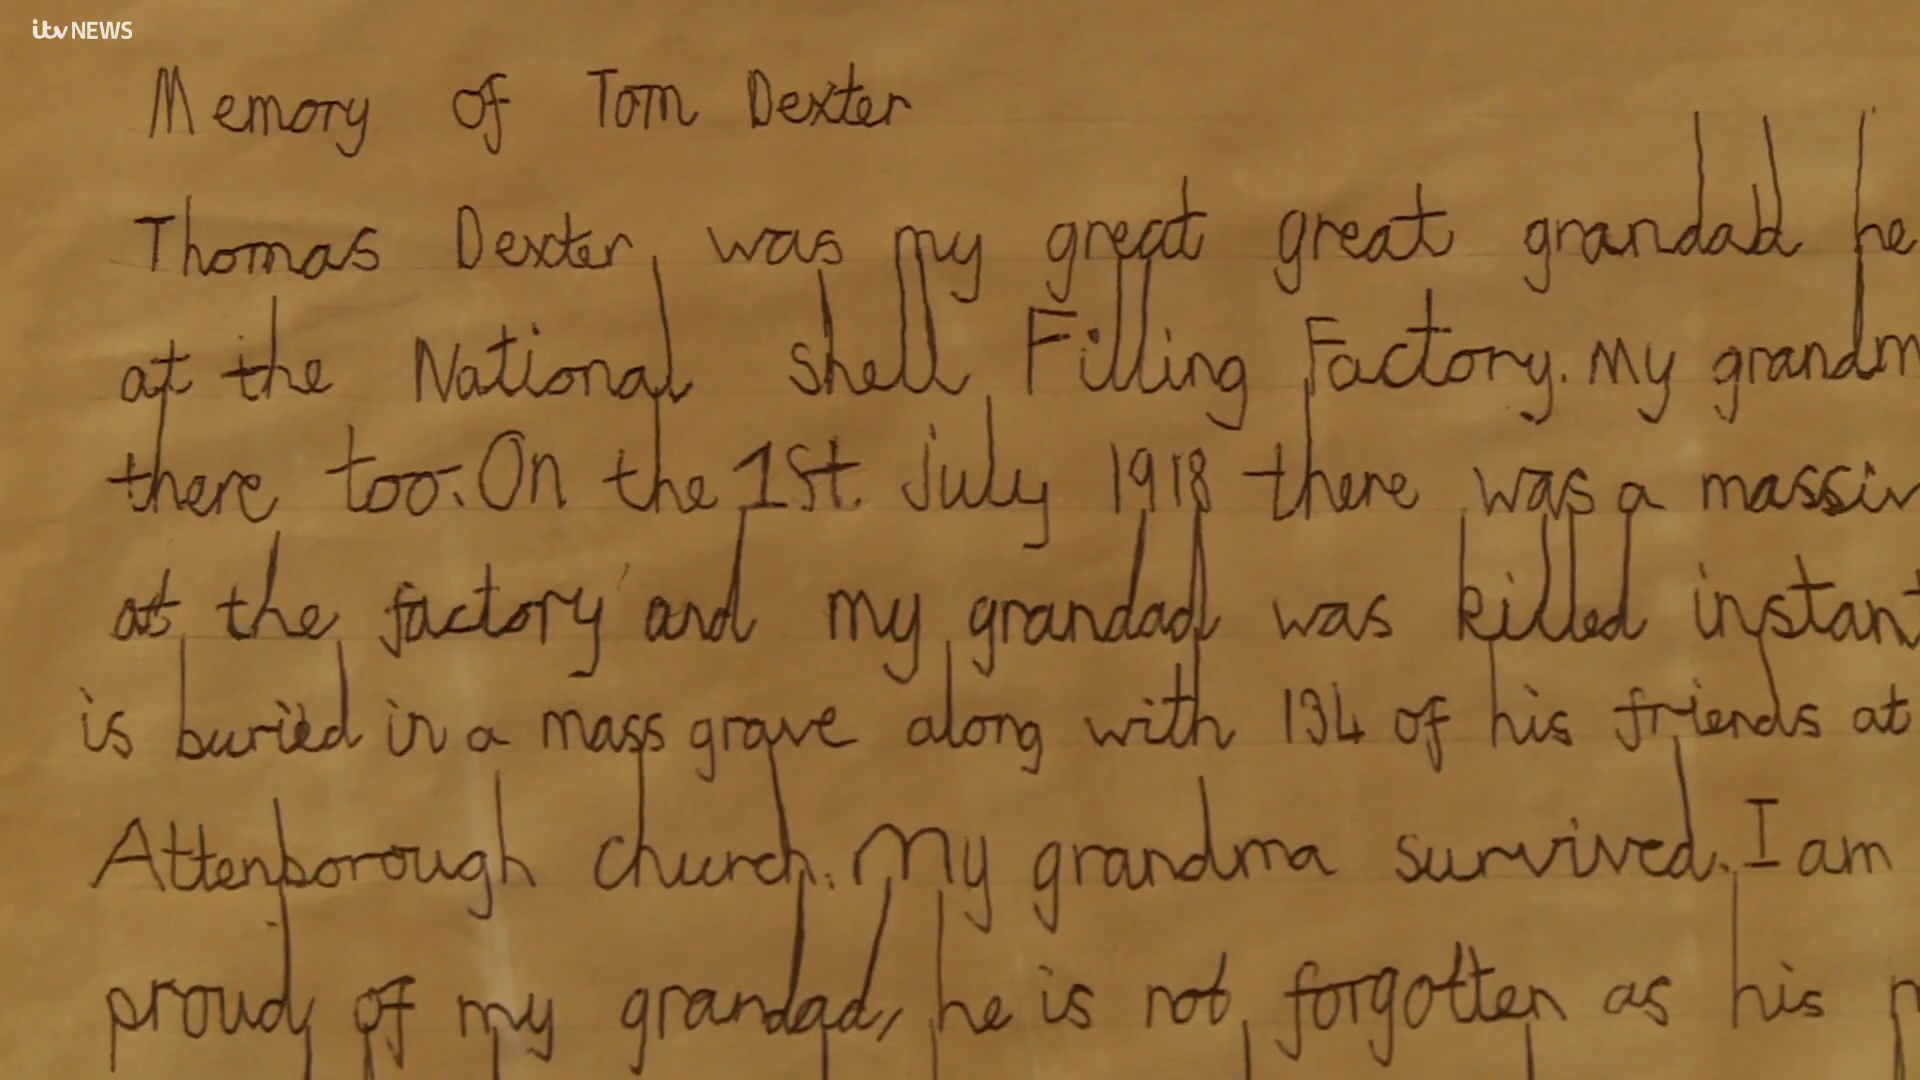 itv NEWS
Memory of Tom Dexter
Thomas Dexter was my great great grandad he
at the National shell Filling Factory. My grandm
there too. On the 1st. July 1918 there was a massiv
at the factory and my grandad was killed instant
is buried in a mass grave along with 134 of his friends at
Attenborough church. My grandma survived. I am
proud of my grandad, he is not forgotten as his